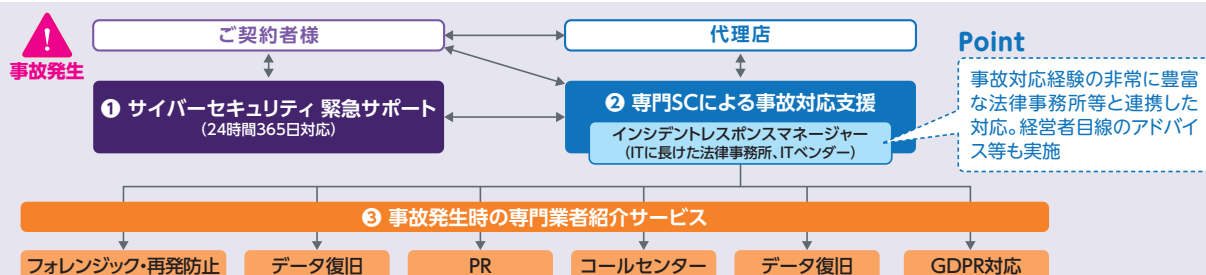 !
事故発生
ご契約者様
代理店
Point
事故対応経験の非常に豊富
な法律事務所等と連携した
対応。経営者目線のアドバイ
ス等も実施
❶ サイバーセキュリティ 緊急サポート
(24時間365日対応)
❷ 専門SCによる事故対応支援
インシデントレスポンスマネージャー
(ITに長けた法律事務所、ITベンダー)
❸ 事故発生時の専門業者紹介サービス
フォレンジック・再発防止
データ復旧
PR
コールセンター
データ復旧
GDPR対応